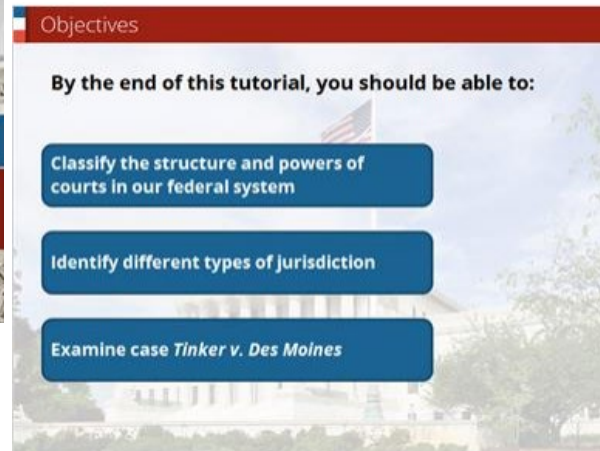 Objectives
By the end of this tutorial, you should be able to:
Classify the structure and powers of
courts in our federal system
Identify different types of jurisdiction
Examine case Tinker v. Des Moines